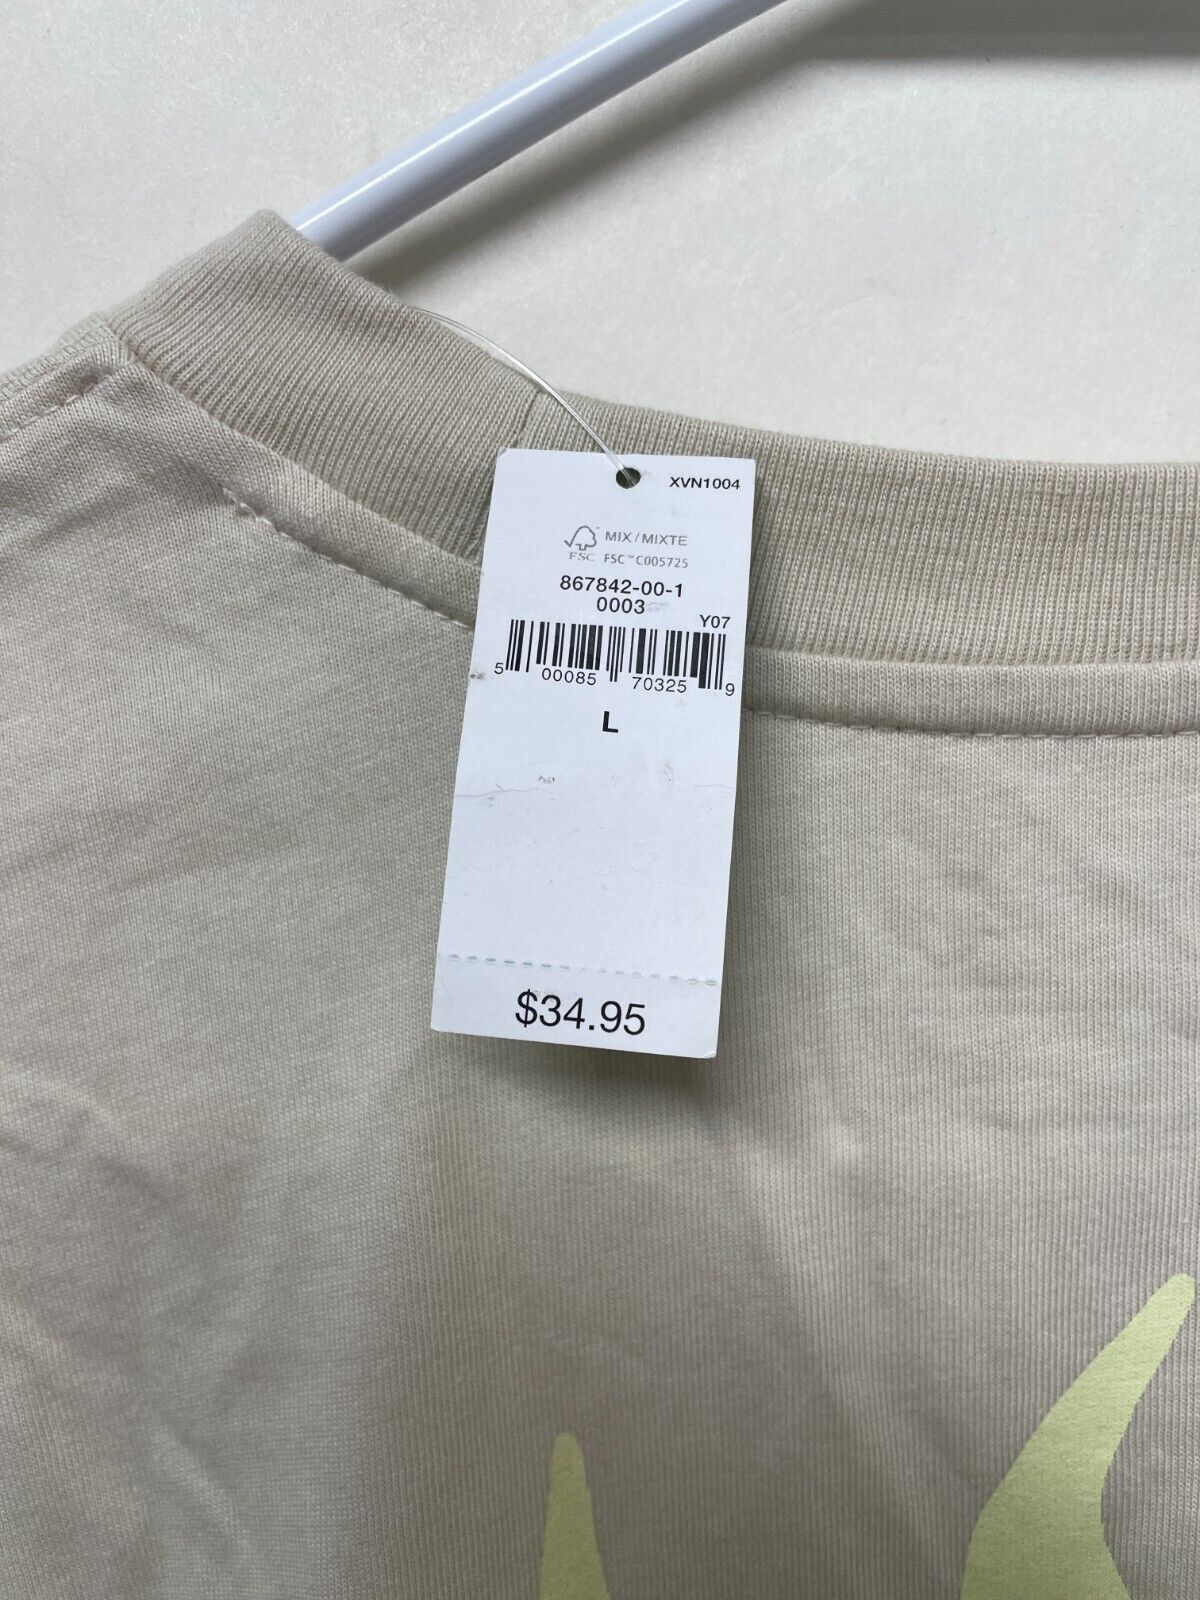 XVN1004
MIX / MIXTE
FSC FSC™ C005725
867842-00-1
0003
Y07
5 00085 70325 9
L
$34.95